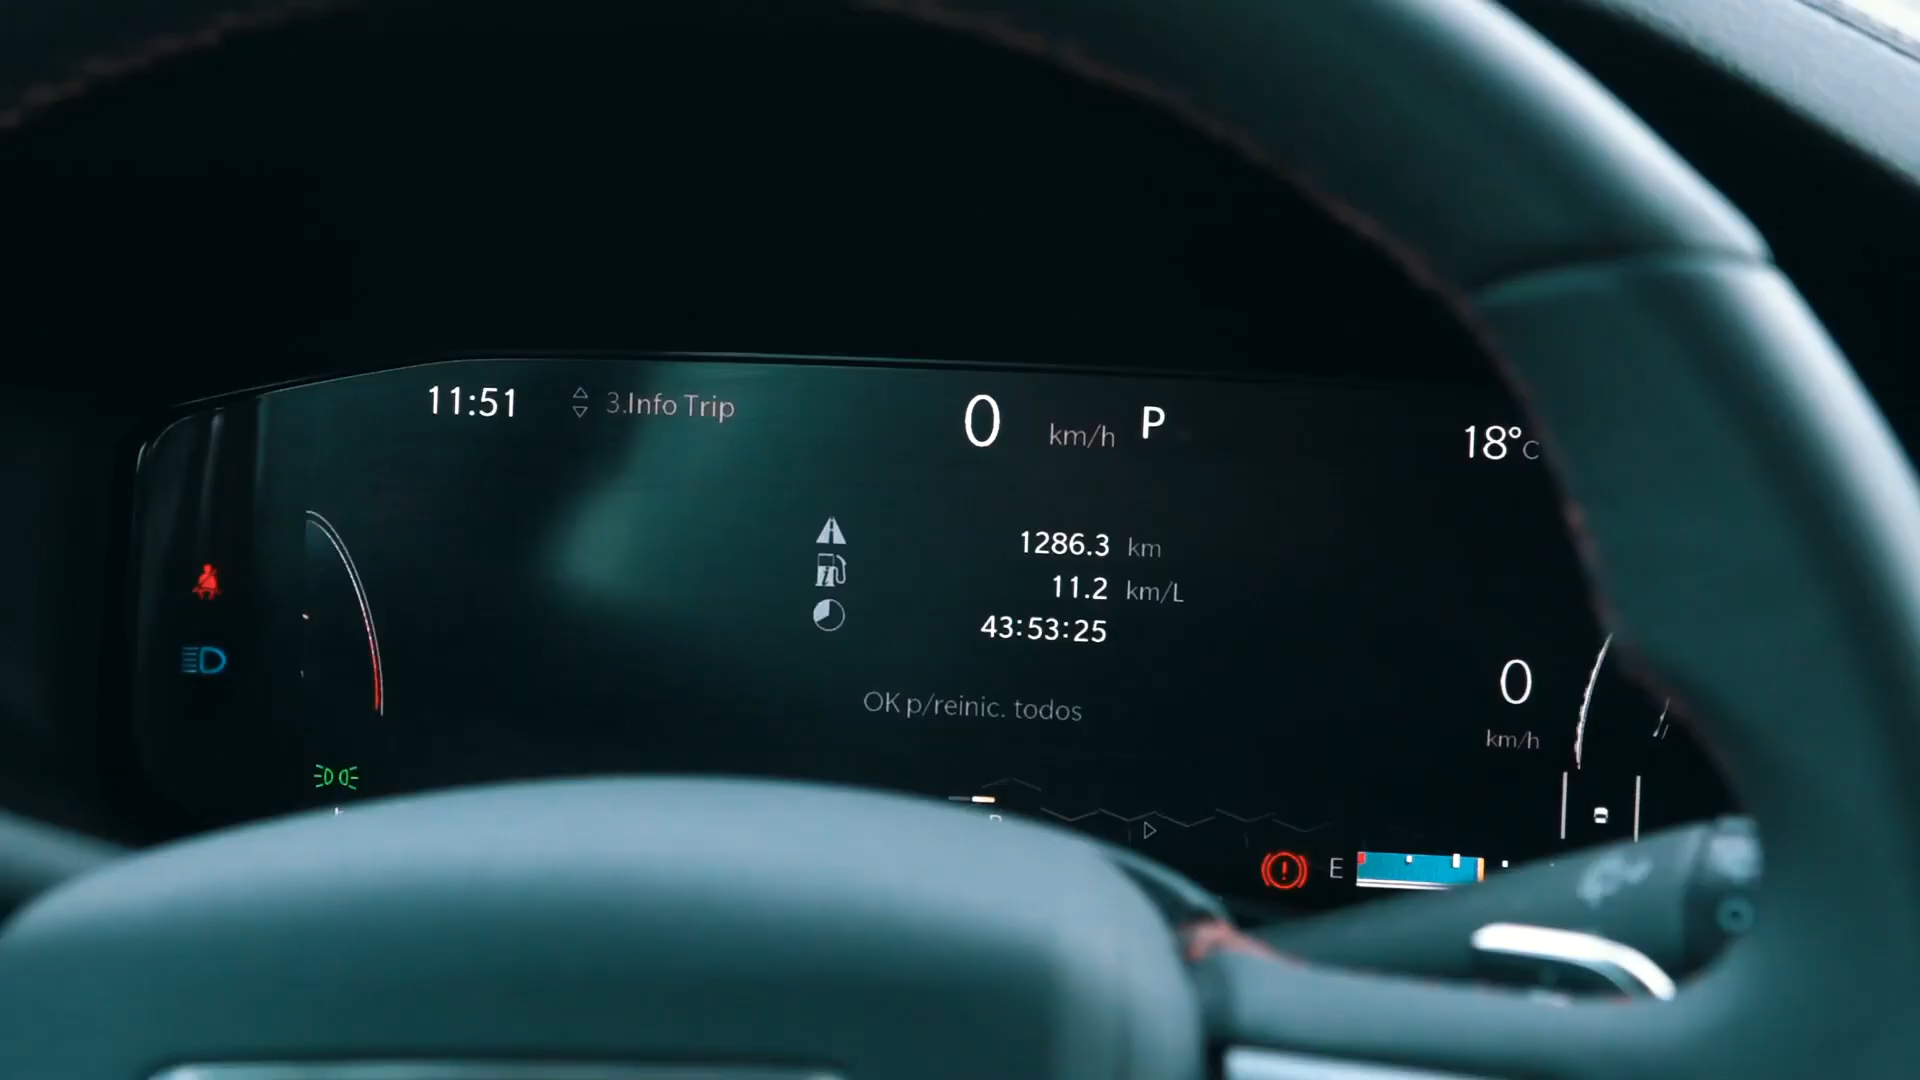 11:51 3.Info Trip
0 km/h P
18°C
1286.3 km
11.2 km/L
43:53:25
OK p/reinic. todos
0
km/h
E